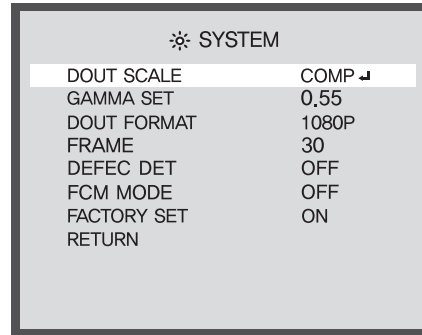 SYSTEM
DOUT SCALE COMP
GAMMA SET 0.55
DOUT FORMAT 1080P
FRAME 30
DEFEC DET OFF
FCM MODE OFF
FACTORY SET ON
RETURN